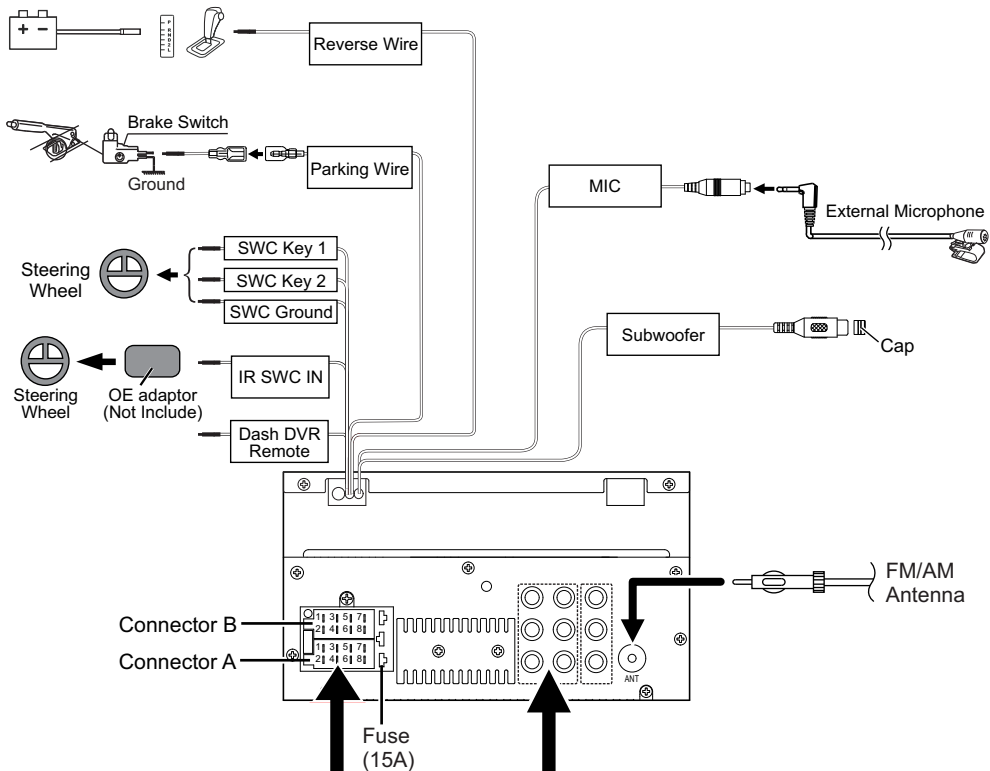 + -
P
R
N
D
2
L
Reverse Wire
Brake Switch
Ground
Parking Wire
MIC
External Microphone
Steering
Wheel
SWC Key 1
SWC Key 2
SWC Ground
Subwoofer
Cap
Steering
Wheel
OE adaptor
(Not Include)
IR SWC IN
Dash DVR
Remote
FM/AM
Antenna
ANT
Connector B
1 3 5 7
2 4 6 8
Connector A
1 3 5 7
2 4 6 8
Fuse
(15A)